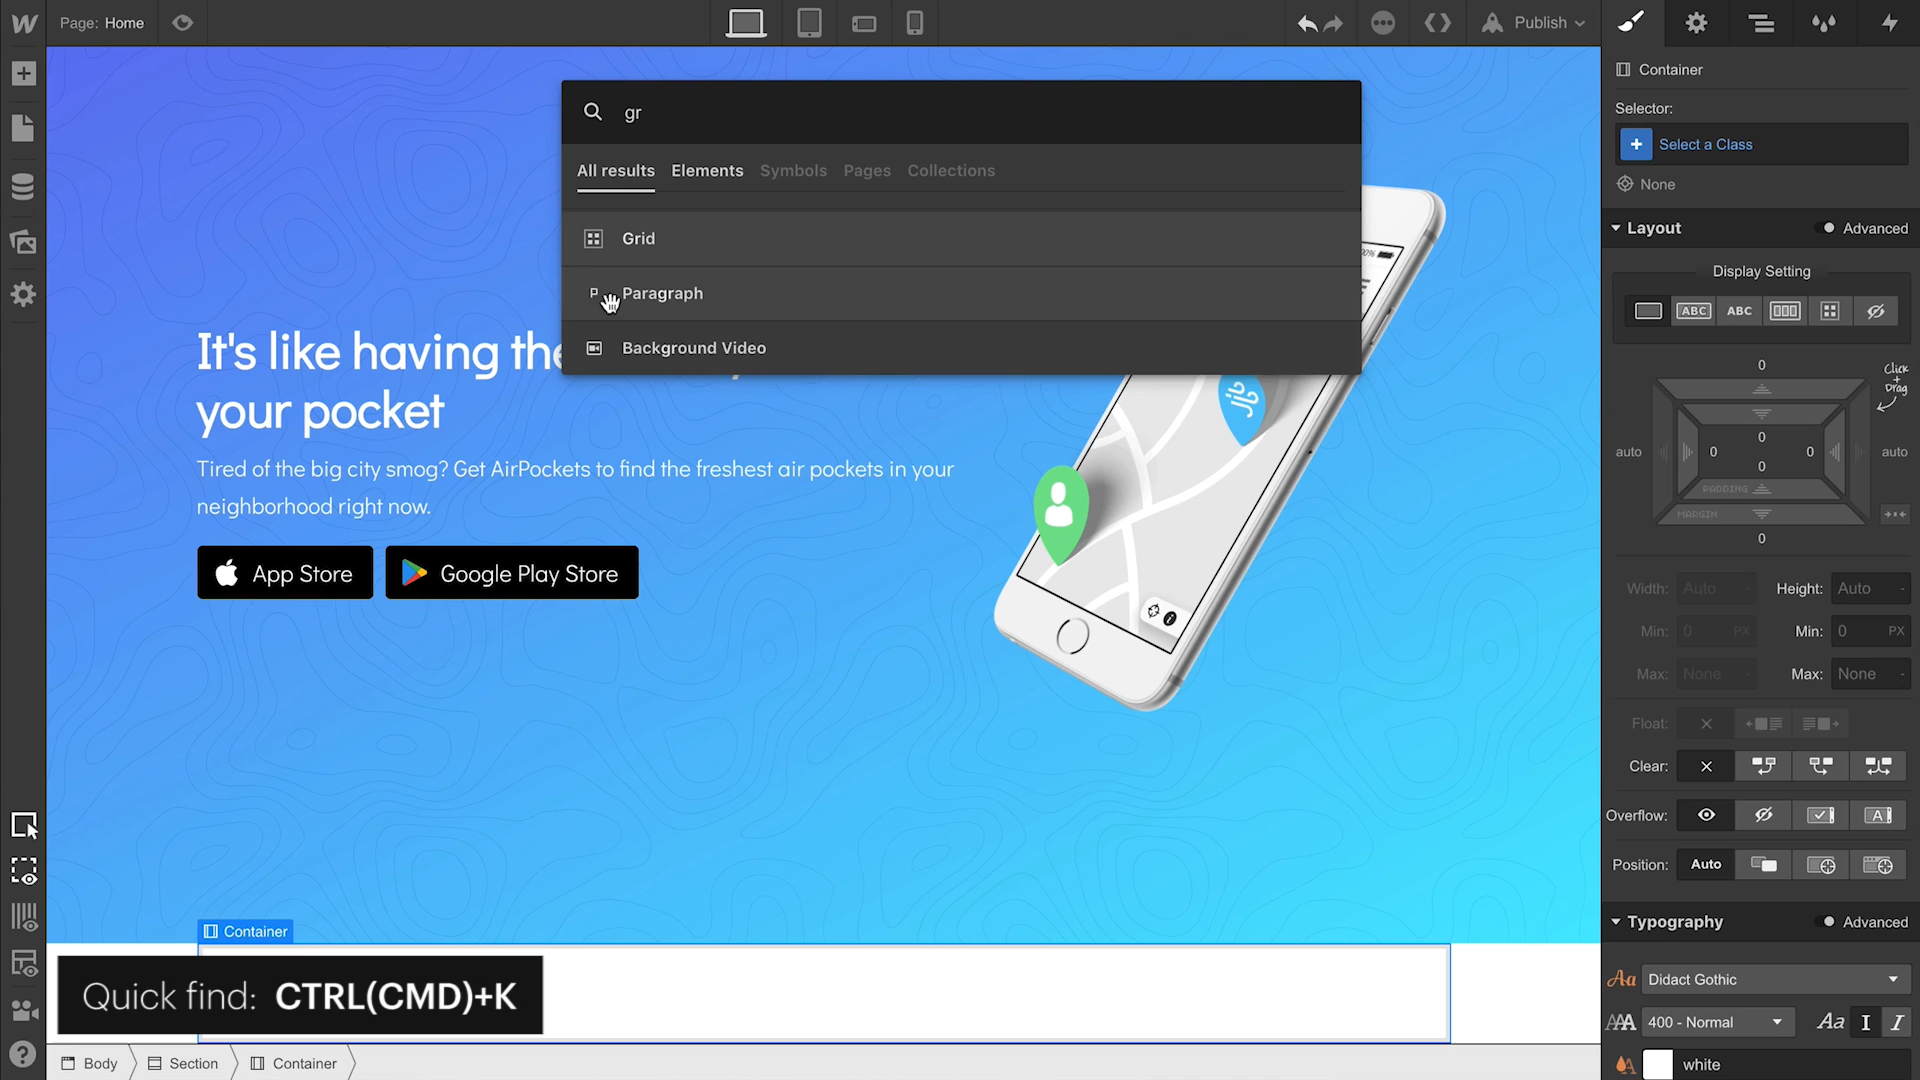 Page: Home
Publish
gr
All results Elements Symbols Pages Collections
Grid
P Paragraph
Background Video
It's like having the
your pocket
Tired of the big city smog? Get AirPockets to find the freshest air pockets in your
neighborhood right now.
App Store
Google Play Store
Container
Quick find: CTRL(CMD)+K
Body Section Container
Container
Selector:
+ Select a Class
None
Layout Advanced
Display Setting
ABC ABC
0
Click
+
Drag
auto 0 0 0 0 auto
PADDING
MARGIN
0
Width: Auto - Height: Auto -
Min: 0 PX Min: 0 PX
Max: None - Max: None -
Float:
Clear:
Overflow: A
Position: Auto
Typography Advanced
Aa Didact Gothic
AAA 400 - Normal Aa I I
A white